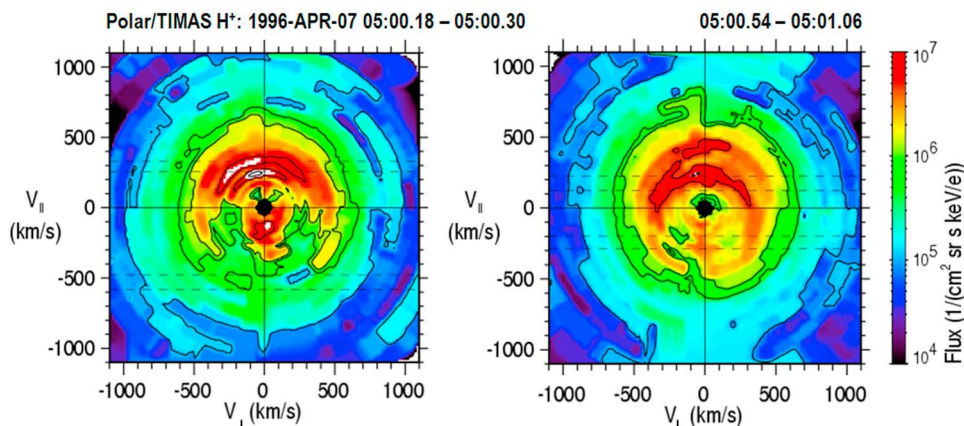 Polar/TIMAS H⁺: 1996-APR-07 05:00.18 – 05:00.30
05:00.54 – 05:01.06
1000
500
0
-500
-1000
V||
(km/s)
-1000 -500 0 500 1000
V⊥ (km/s)
1000
500
0
-500
-1000
V||
(km/s)
-1000 -500 0 500 1000
V⊥ (km/s)
10⁷
10⁶
10⁵
10⁴
Flux (1/(cm² sr s keV/e))